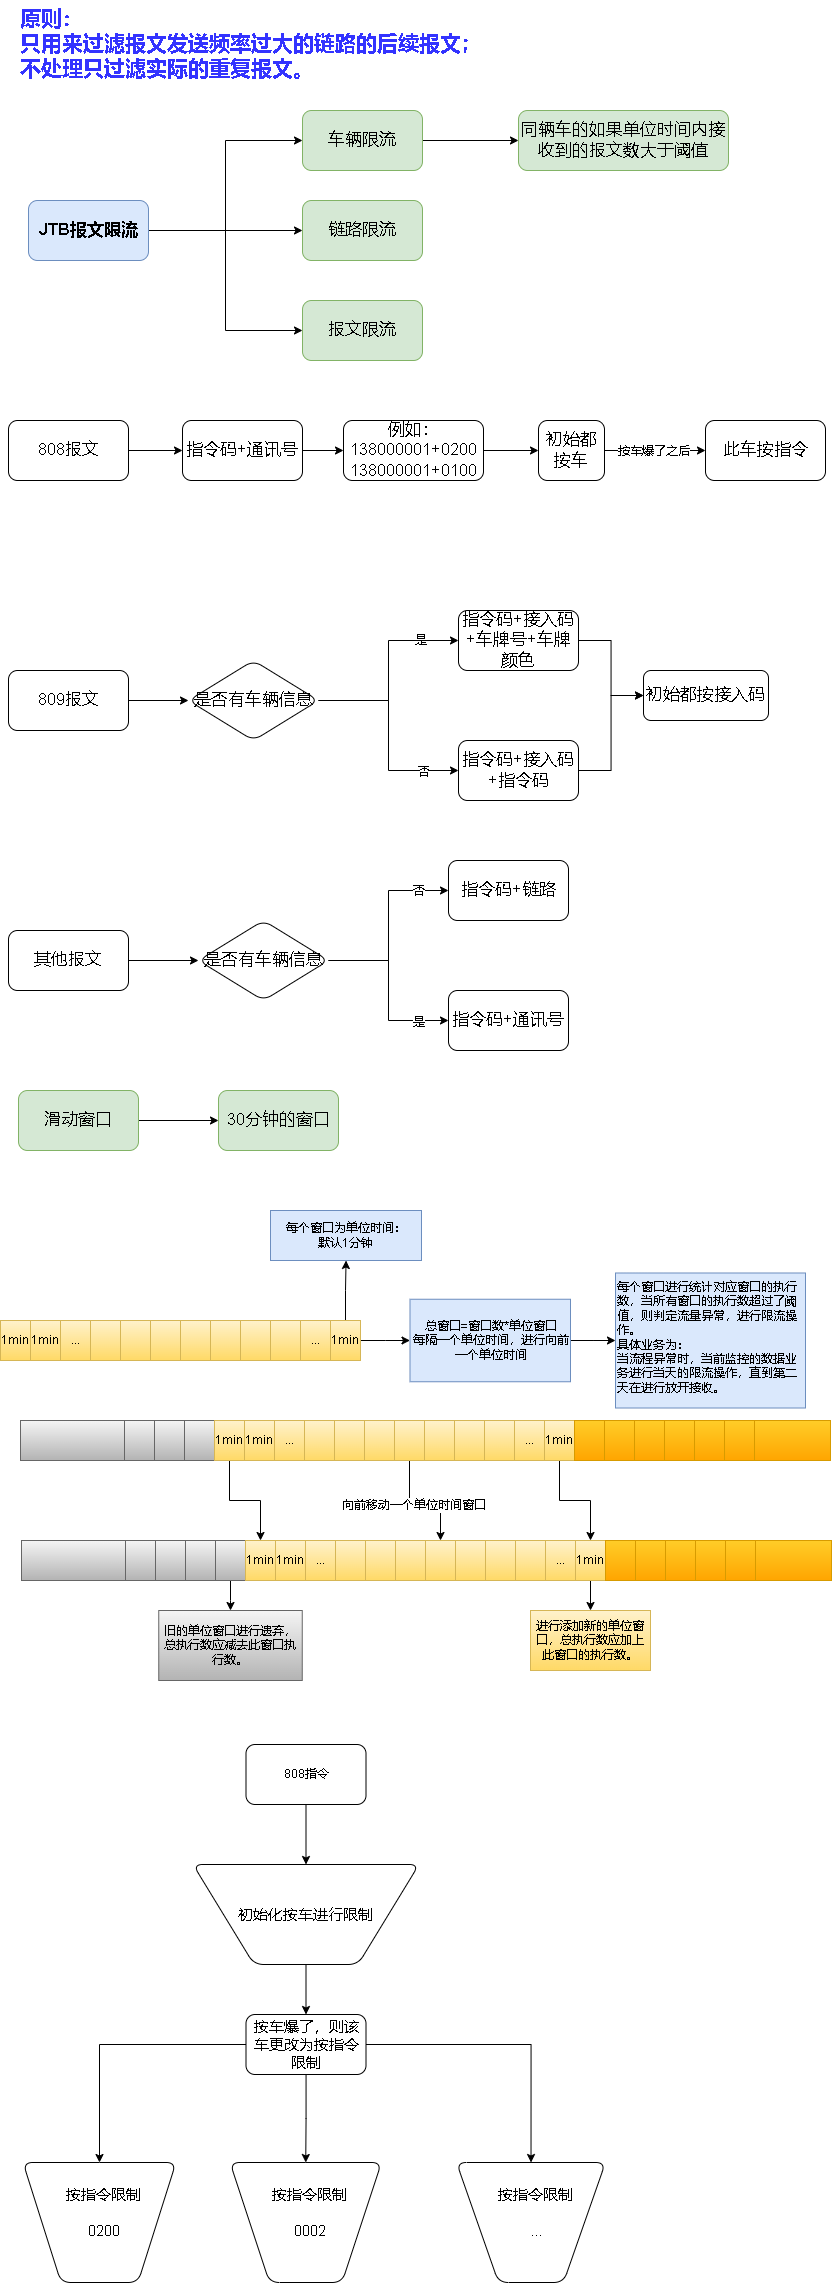 原则：
只用来过滤报文发送频率过大的链路的后续报文；
不处理只过滤实际的重复报文。
车辆限流
同辆车的如果单位时间内接
收到的报文数大于阈值
JTB报文限流
链路限流
报文限流
808报文
指令码+通讯号
例如：
138000001+0200
138000001+0100
初始都
按车
按车爆了之后
此车按指令
809报文
是否有车辆信息
是
指令码+接入码
+车牌号+车牌
颜色
初始都按接入码
否
指令码+接入码
+指令码
其他报文
是否有车辆信息
否
指令码+链路
是
指令码+通讯号
滑动窗口
30分钟的窗口
每个窗口为单位时间：
默认1分钟
1min
1min
...
...
1min
总窗口=窗口数*单位窗口
每隔一个单位时间，进行向前
一个单位时间
每个窗口进行统计对应窗口的执行
数，当所有窗口的执行数超过了阈
值，则判定流量异常，进行限流操
作。
具体业务为：
当流程异常时，当前监控的数据业
务进行当天的限流操作，直到第二
天在进行放开接收。
1min
1min
...
...
1min
向前移动一个单位时间窗口
1min
1min
...
...
1min
旧的单位窗口进行遗弃，
总执行数应减去此窗口执
行数。
进行添加新的单位窗
口，总执行数应加上
此窗口的执行数。
808指令
初始化按车进行限制
按车爆了，则该
车更改为按指令
限制
按指令限制
0200
按指令限制
0002
按指令限制
...